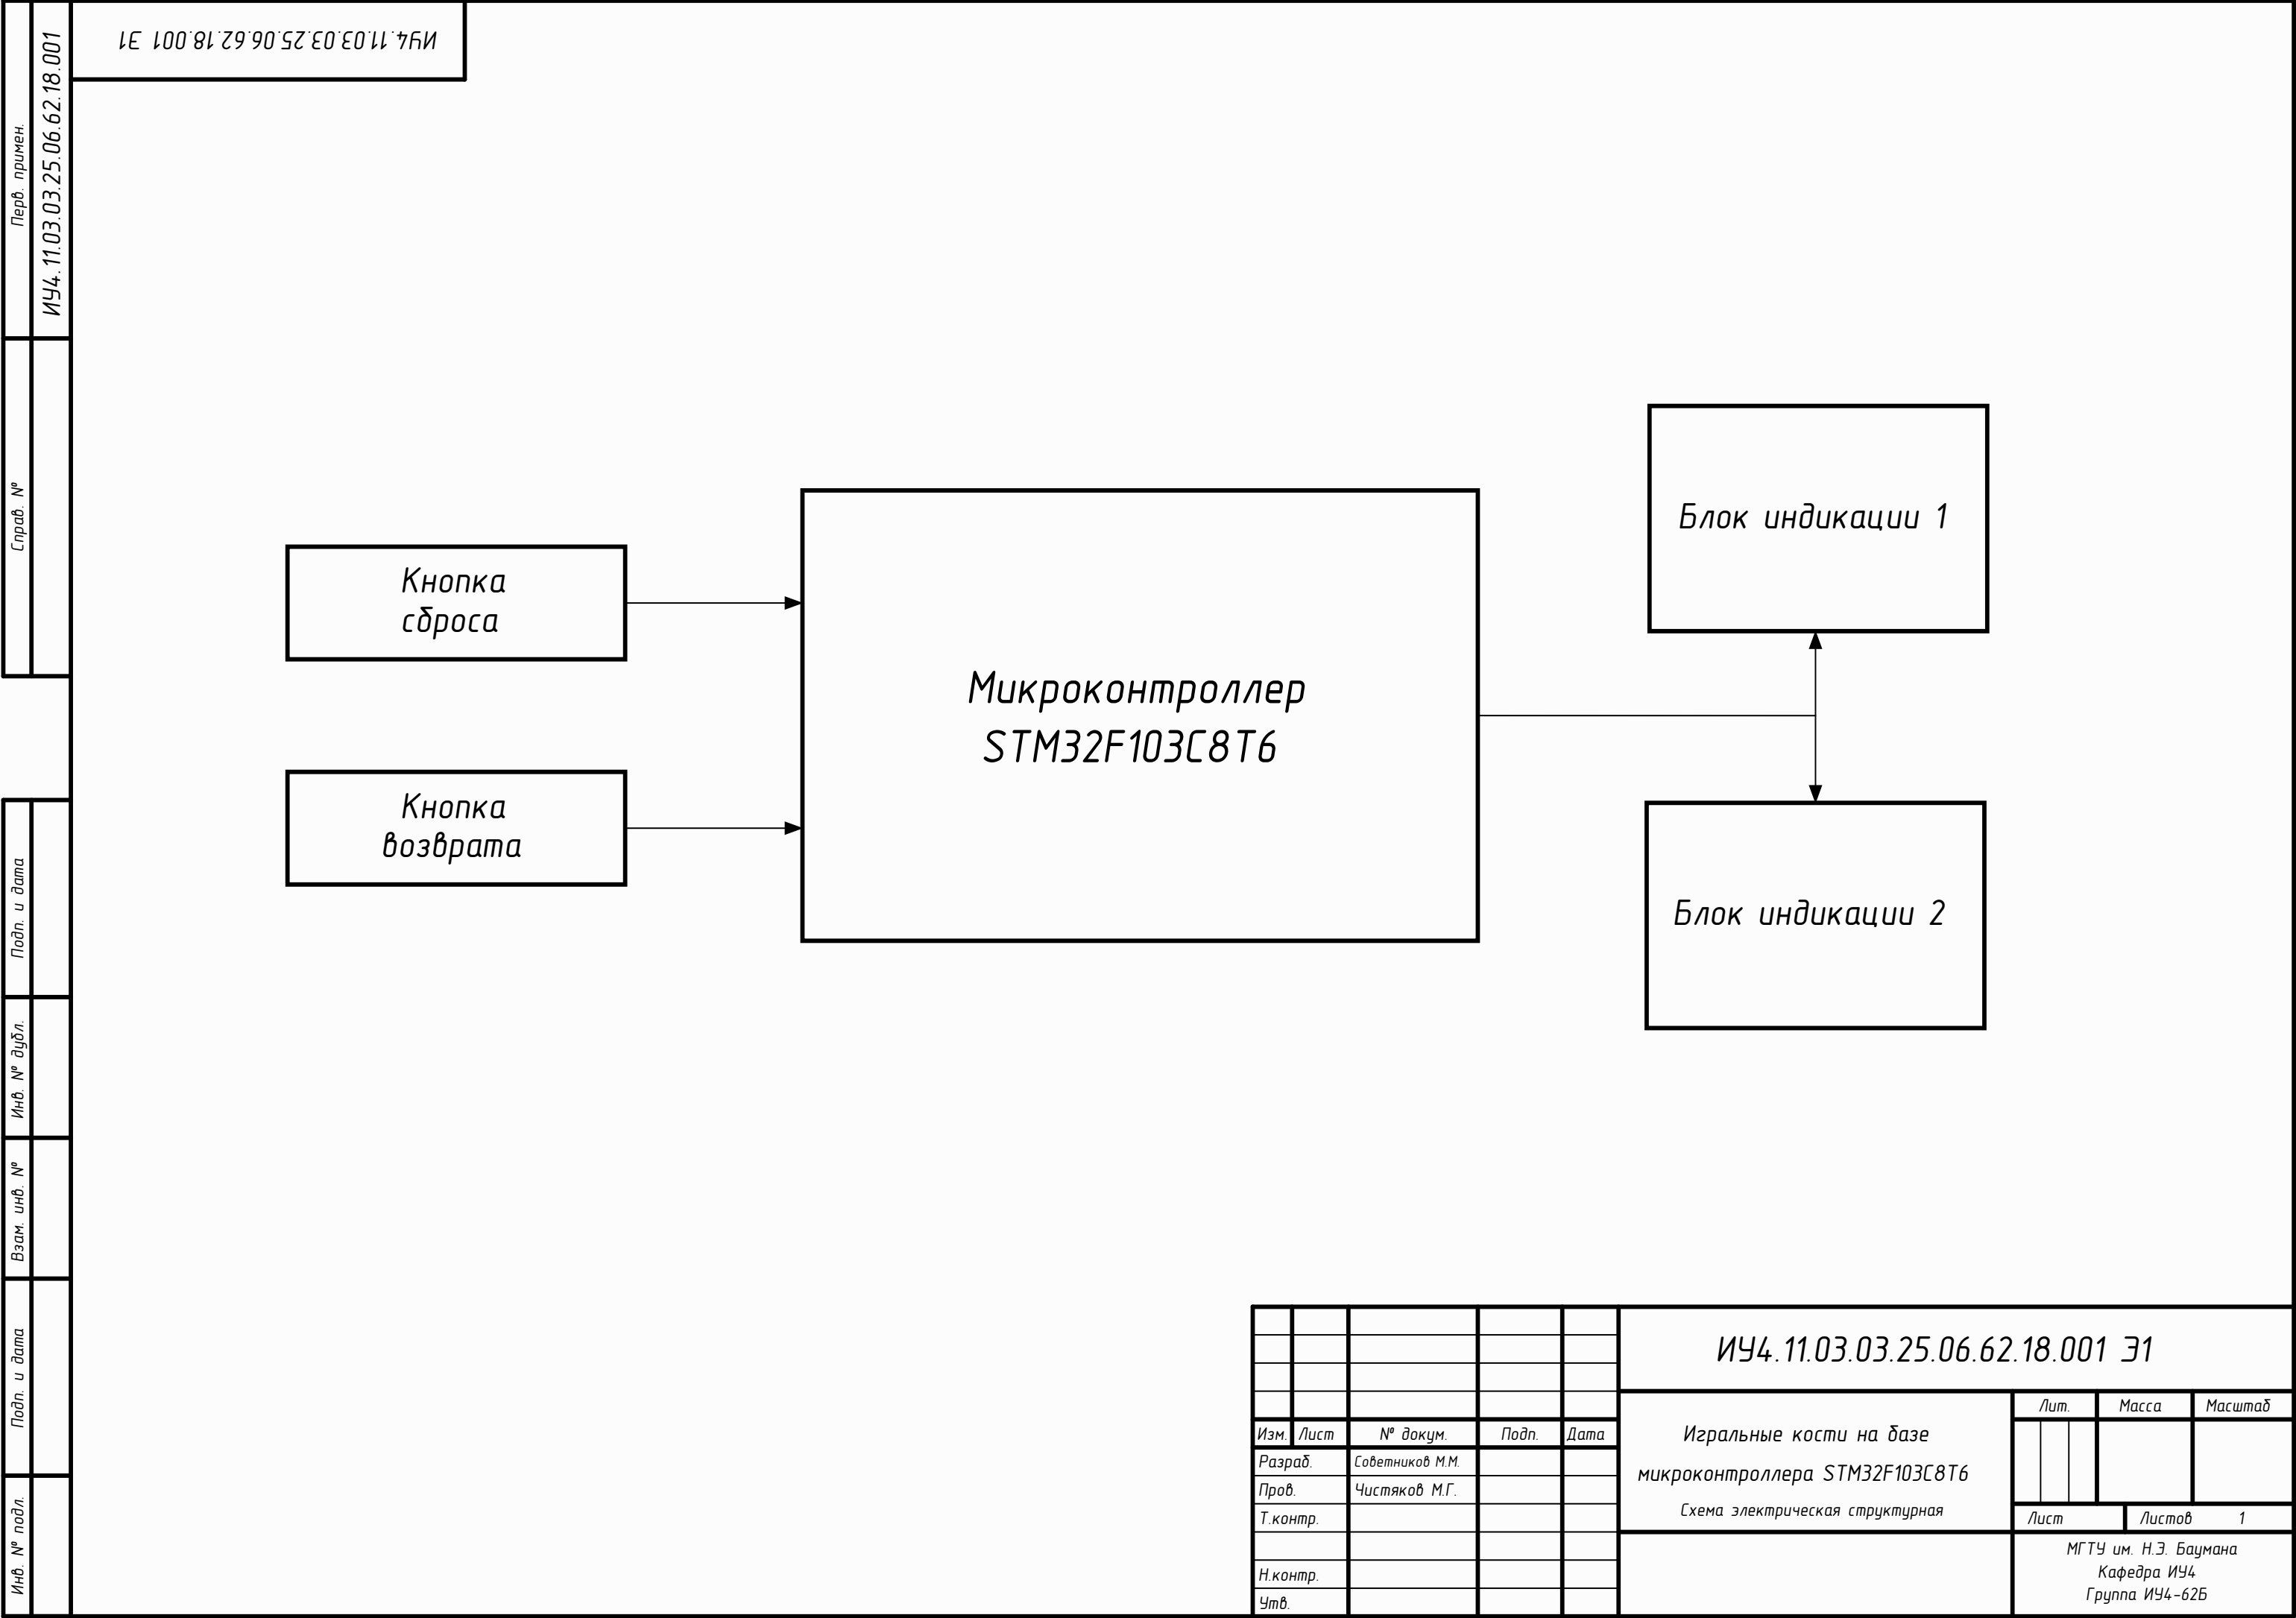 ИУ4.11.03.03.25.06.62.18.001 Э1
Перв. примен.
ИУ4.11.03.03.25.06.62.18.001
Справ. №
Подп. и дата
Инв. № дубл.
Взам. инв. №
Подп. и дата
Инв. № подл.
Кнопка
сброса
Кнопка
возврата
Микроконтроллер
STM32F103C8T6
Блок индикации 1
Блок индикации 2
ИУ4.11.03.03.25.06.62.18.001 Э1
Изм. Лист № докум. Подп. Дата
Разраб. Советников М.М.
Пров. Чистяков М.Г.
Т.контр.
Н.контр.
Утв.
Игральные кости на базе
микроконтроллера STM32F103C8T6
Схема электрическая структурная
Лит. Масса Масштаб
Лист Листов 1
МГТУ им. Н.Э. Баумана
Кафедра ИУ4
Группа ИУ4-62Б